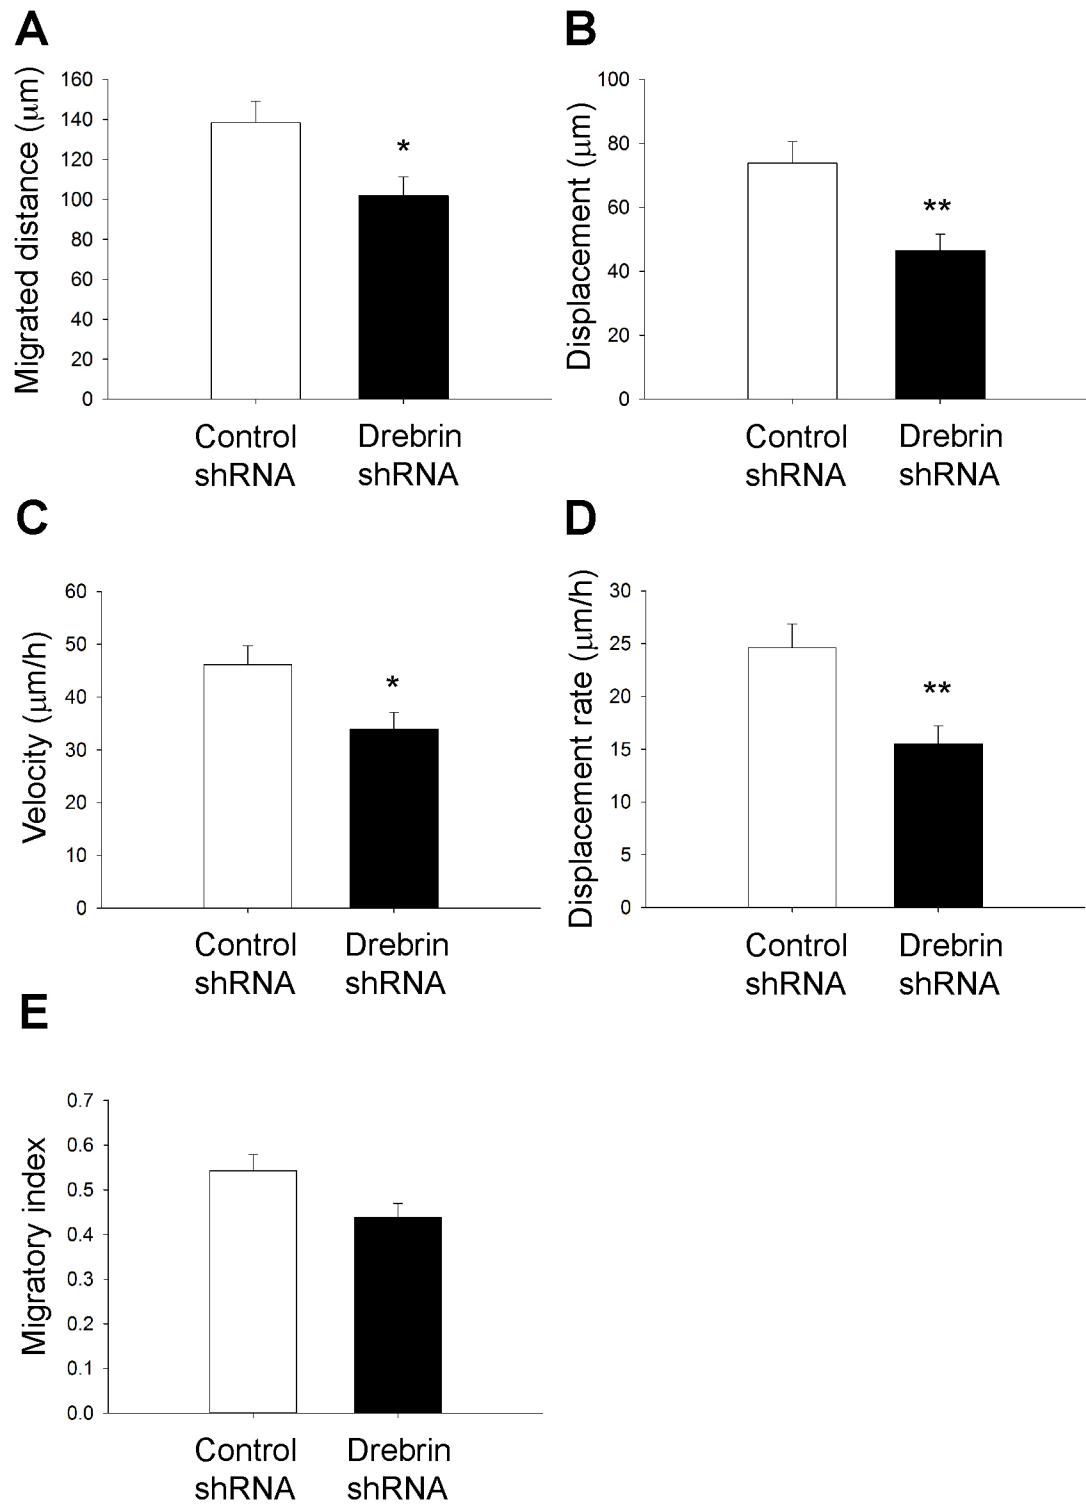 A
Migrated distance (μm)
160
140
120
100
80
60
40
20
0
*
Control
shRNA
Drebrin
shRNA
B
Displacement (μm)
100
80
60
40
20
0
**
Control
shRNA
Drebrin
shRNA
C
Velocity (μm/h)
60
50
40
30
20
10
0
*
Control
shRNA
Drebrin
shRNA
D
Displacement rate (μm/h)
30
25
20
15
10
5
0
**
Control
shRNA
Drebrin
shRNA
E
Migratory index
0.7
0.6
0.5
0.4
0.3
0.2
0.1
0.0
Control
shRNA
Drebrin
shRNA